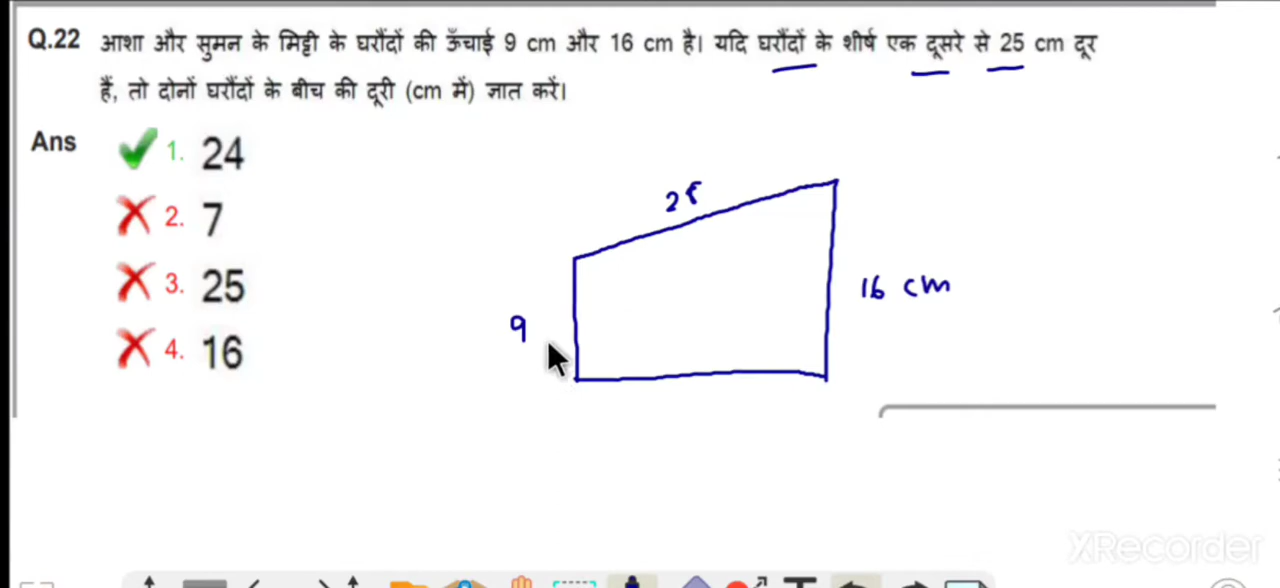 Q.22 आशा और सुमन के मिट्टी के घरौंदों की ऊँचाई 9 cm और 16 cm है। यदि घरौंदों के शीर्ष एक दूसरे से 25 cm दूर
हैं, तो दोनों घरौंदों के बीच की दूरी (cm में) ज्ञात करें।
Ans 1. 24
2. 7
3. 25
4. 16
25
16 cm
9
XRecorder